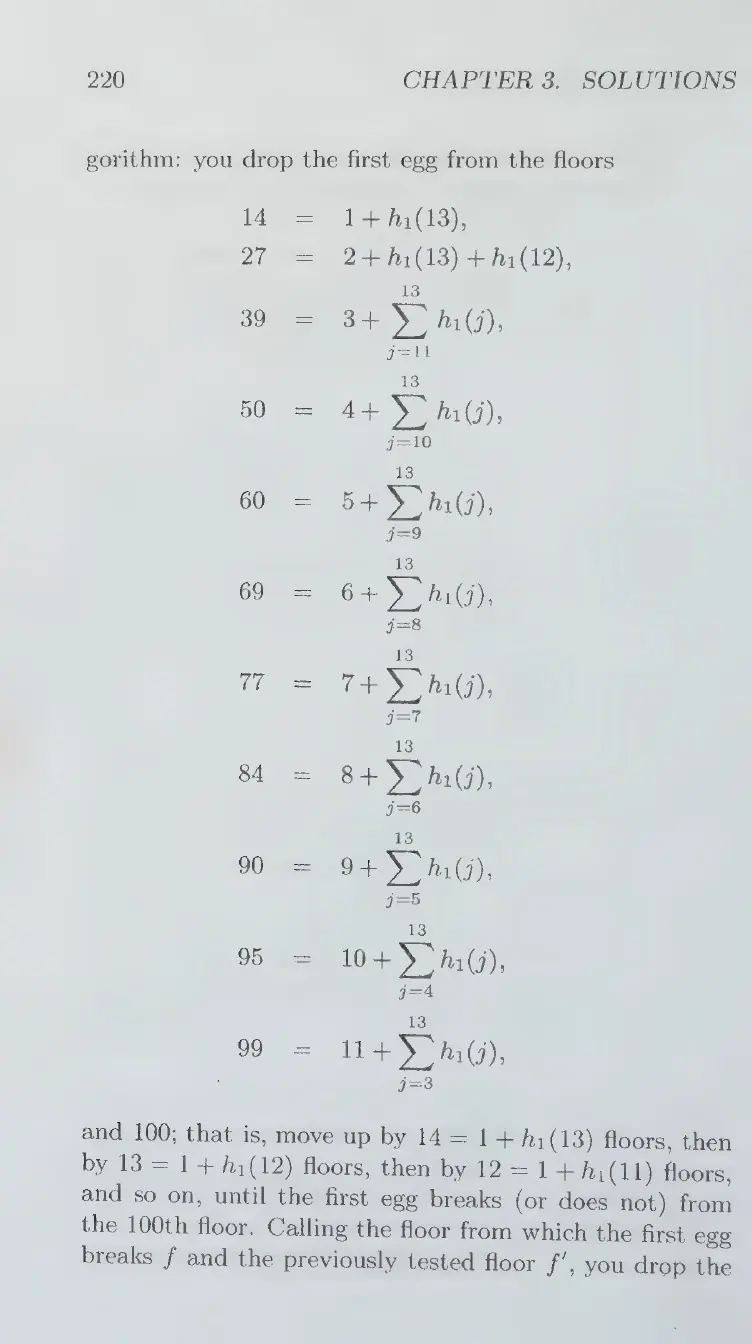 220 CHAPTER 3. SOLUTIONS
gorithm: you drop the first egg from the floors
14 = 1 + h₁(13),
27 = 2 + h₁(13) + h₁(12),
13
39 = 3 + ∑ h₁(j),
j=11
13
50 = 4 + ∑ h₁(j),
j=10
13
60 = 5 + ∑ h₁(j),
j=9
13
69 = 6 + ∑ h₁(j),
j=8
13
77 = 7 + ∑ h₁(j),
j=7
13
84 = 8 + ∑ h₁(j),
j=6
13
90 = 9 + ∑ h₁(j),
j=5
13
95 = 10 + ∑ h₁(j),
j=4
13
99 = 11 + ∑ h₁(j),
j=3
and 100; that is, move up by 14 = 1 + h₁(13) floors, then
by 13 = 1 + h₁(12) floors, then by 12 = 1 + h₁(11) floors,
and so on, until the first egg breaks (or does not) from
the 100th floor. Calling the floor from which the first egg
breaks f and the previously tested floor f′, you drop the